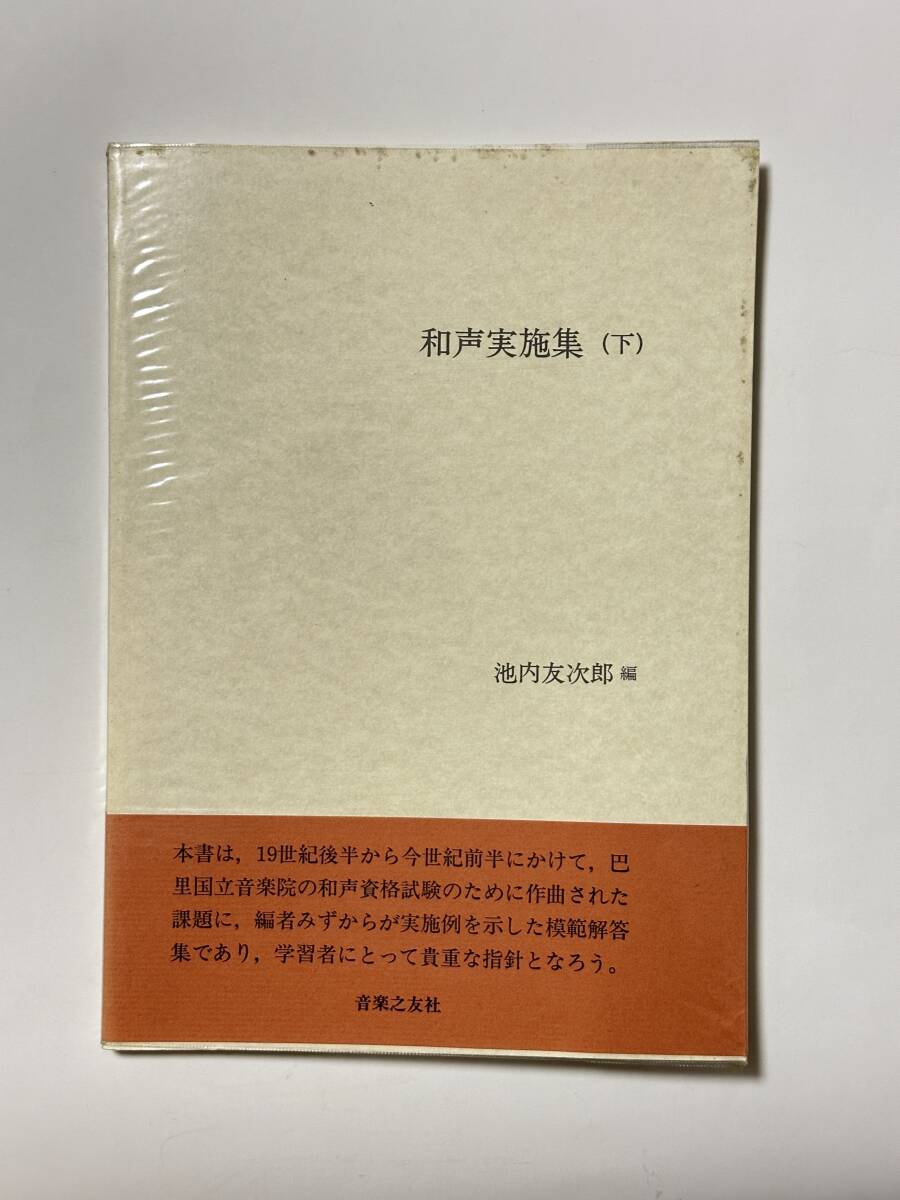 和声実施集（下）
池内友次郎 編
本書は，19世紀後半から今世紀前半にかけて，巴
里国立音楽院の和声資格試験のために作曲された
課題に，編者みずからが実施例を示した模範解答
集であり，学習者にとって貴重な指針となろう。
音楽之友社